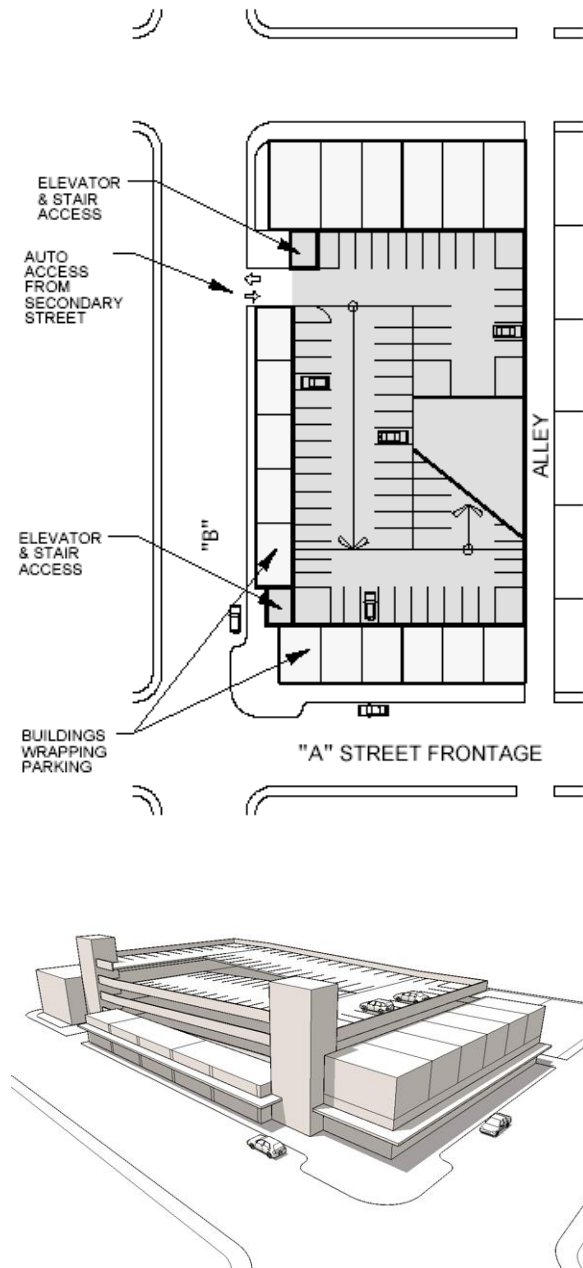 ELEVATOR
& STAIR
ACCESS
AUTO
ACCESS
FROM
SECONDARY
STREET
ALLEY
"B"
ELEVATOR
& STAIR
ACCESS
BUILDINGS
WRAPPING
PARKING
"A" STREET FRONTAGE